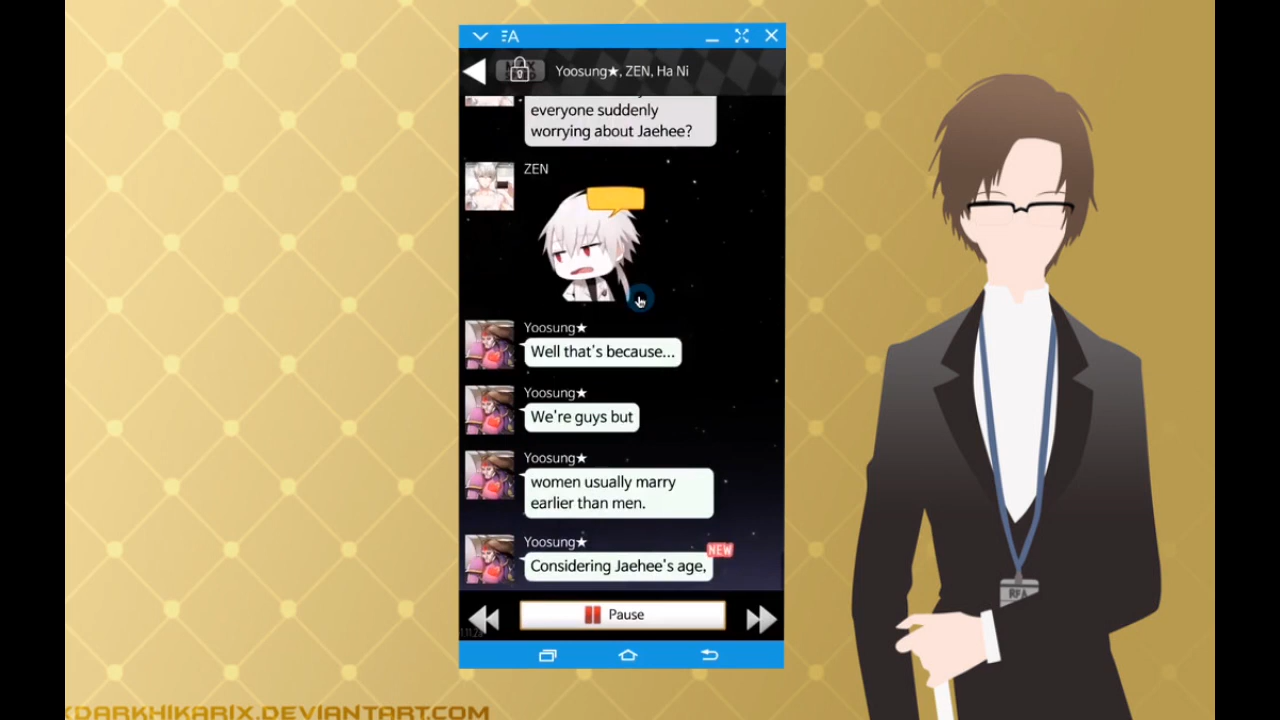 Yoosung★, ZEN, Ha Ni
everyone suddenly
worrying about Jaehee?
ZEN
Yoosung★
Well that's because...
Yoosung★
We're guys but
Yoosung★
women usually marry
earlier than men.
Yoosung★
NEW
Considering Jaehee's age,
Pause
RFA
XDARKHIKARIX.DEVIANTART.COM